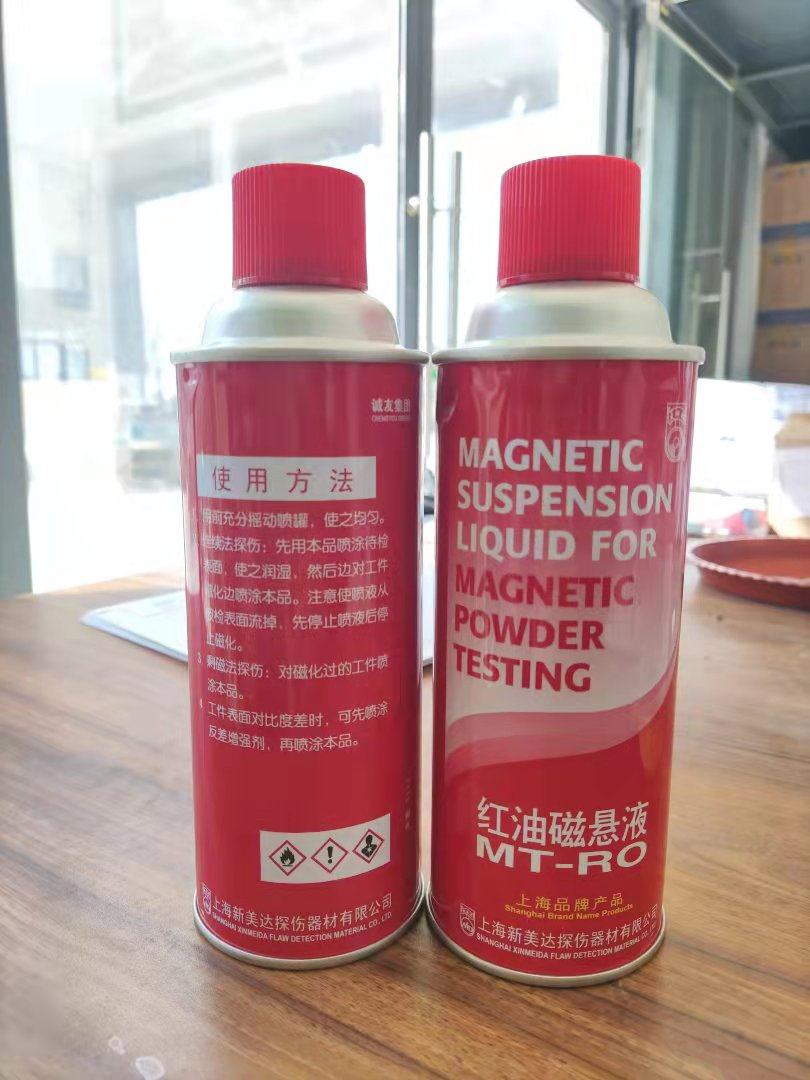 诚友集团
使用方法
用前充分摇动喷罐，使之均匀。
连续法探伤：先用本品喷涂待检
表面，使之润湿，然后边对工件
磁化边喷涂本品。注意使喷液从
被检表面流掉，先停止喷液后停
止磁化。
3. 剩磁法探伤：对磁化过的工件喷
涂本品。
工件表面对比度差时，可先喷涂
反差增强剂，再喷涂本品。
上海新美达探伤器材有限公司
SHANGHAI XINMEIDA FLAW DETECTION MATERIAL CO., LTD.
MAGNETIC
SUSPENSION
LIQUID FOR
MAGNETIC
POWDER
TESTING
红油磁悬液
MT-RO
上海品牌产品
Shanghai Brand Name Products
上海新美达探伤器材有限公司
SHANGHAI XINMEIDA FLAW DETECTION MATERIAL CO.,